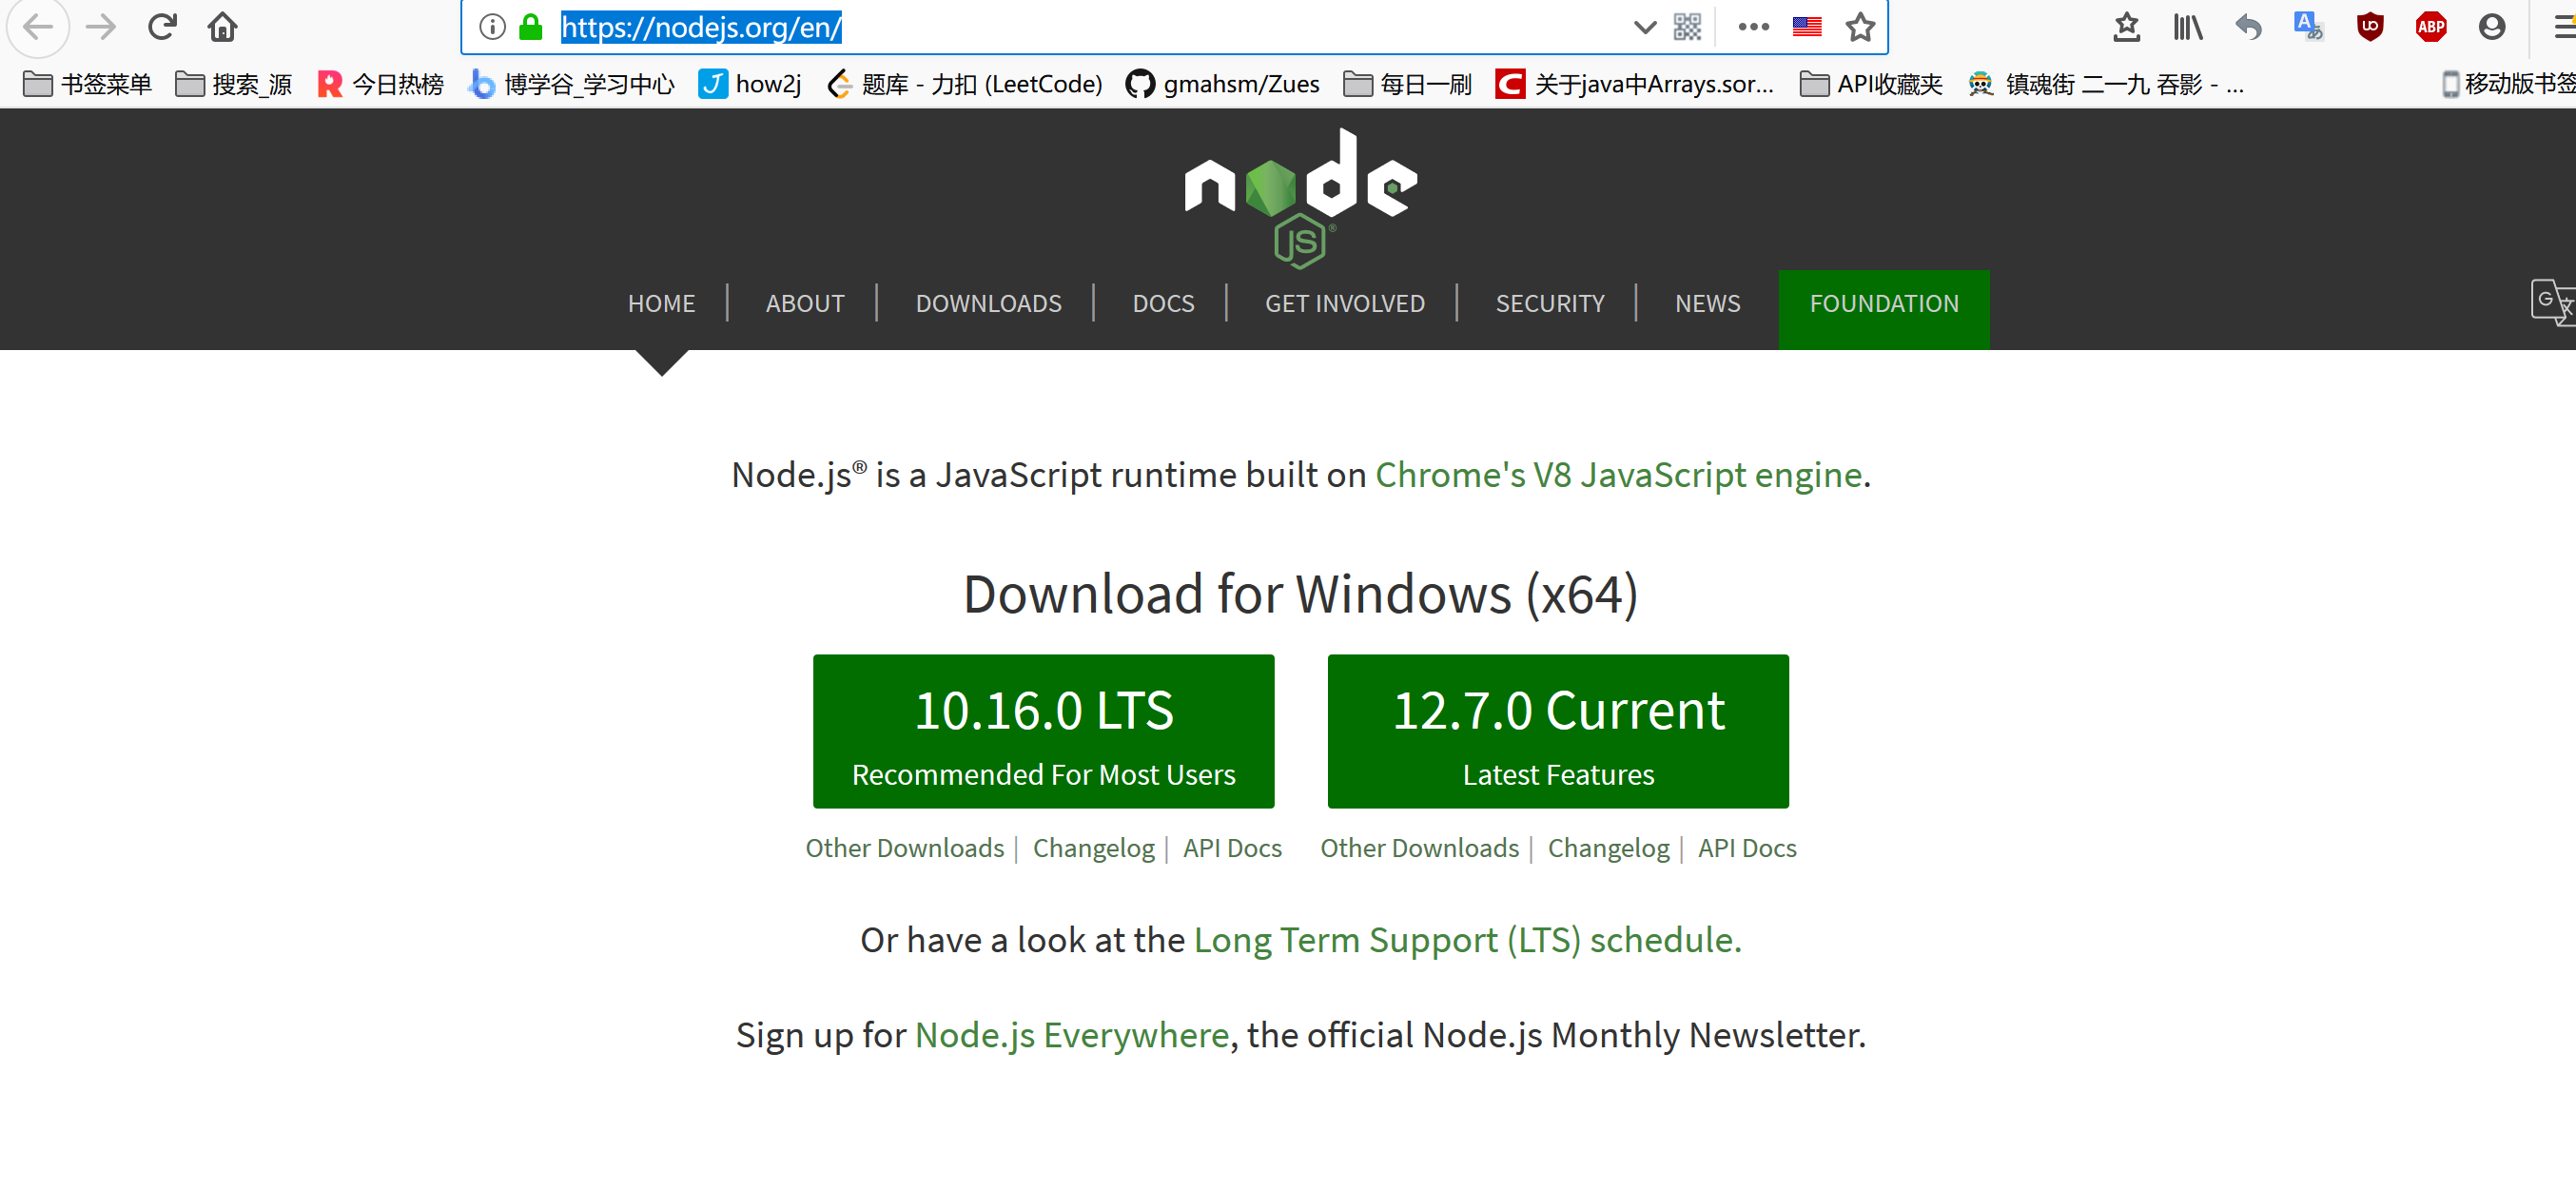 https://nodejs.org/en/
ABP
书签菜单 搜索_源 今日热榜 博学谷_学习中心 how2j 题库 - 力扣 (LeetCode) gmahsm/Zues 每日一刷 关于java中Arrays.sor... API收藏夹 镇魂街 二一九 吞影 - ... 移动版书签
node
JS®
HOME ABOUT DOWNLOADS DOCS GET INVOLVED SECURITY NEWS FOUNDATION
Node.js® is a JavaScript runtime built on Chrome's V8 JavaScript engine.
Download for Windows (x64)
10.16.0 LTS 12.7.0 Current
Recommended For Most Users Latest Features
Other Downloads | Changelog | API Docs Other Downloads | Changelog | API Docs
Or have a look at the Long Term Support (LTS) schedule.
Sign up for Node.js Everywhere, the official Node.js Monthly Newsletter.